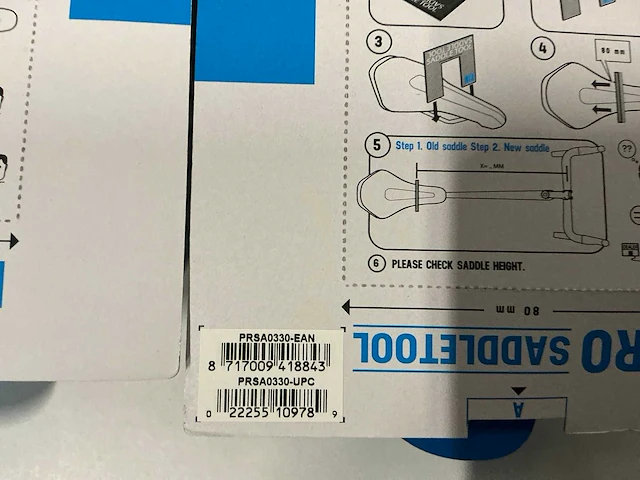 3
4
80 mm
5
Step 1. Old saddle Step 2. New saddle
X=_MM
??
6 PLEASE CHECK SADDLE HEIGHT.
80 mm
RO SADDLETOOL
A
PRSA0330-EAN
8 717009 418843
PRSA0330-UPC
0 22255 10978 9